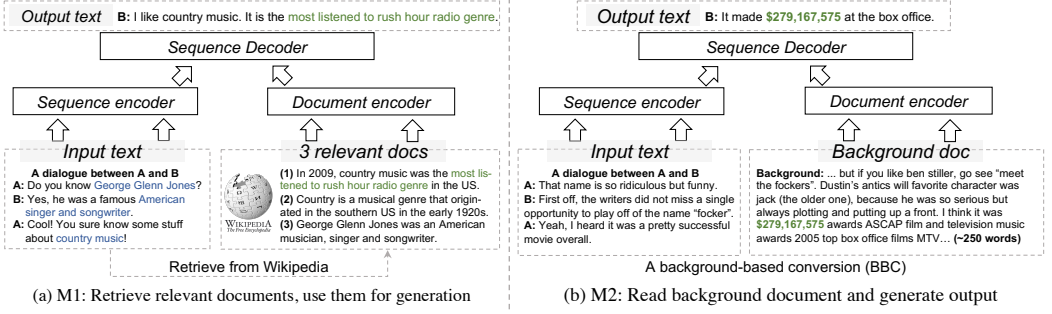 Output text B: I like country music. It is the most listened to rush hour radio genre.
Sequence Decoder
Sequence encoder Document encoder
Input text
A dialogue between A and B
A: Do you know George Glenn Jones?
B: Yes, he was a famous American
singer and songwriter.
A: Cool! You sure know some stuff
about country music!
3 relevant docs
WIKIPEDIA
The Free Encyclopedia
(1) In 2009, country music was the most lis-
tened to rush hour radio genre in the US.
(2) Country is a musical genre that origin-
ated in the southern US in the early 1920s.
(3) George Glenn Jones was an American
musician, singer and songwriter.
Retrieve from Wikipedia
(a) M1: Retrieve relevant documents, use them for generation
Output text B: It made $279,167,575 at the box office.
Sequence Decoder
Sequence encoder Document encoder
Input text
A dialogue between A and B
A: That name is so ridiculous but funny.
B: First off, the writers did not miss a single
opportunity to play off of the name “focker”.
A: Yeah, I heard it was a pretty successful
movie overall.
Background doc
Background: ... but if you like ben stiller, go see “meet
the fockers”. Dustin’s antics will favorite character was
jack (the older one), because he was so serious but
always plotting and putting up a front. I think it was
$279,167,575 awards ASCAP film and television music
awards 2005 top box office films MTV… (~250 words)
A background-based conversion (BBC)
(b) M2: Read background document and generate output